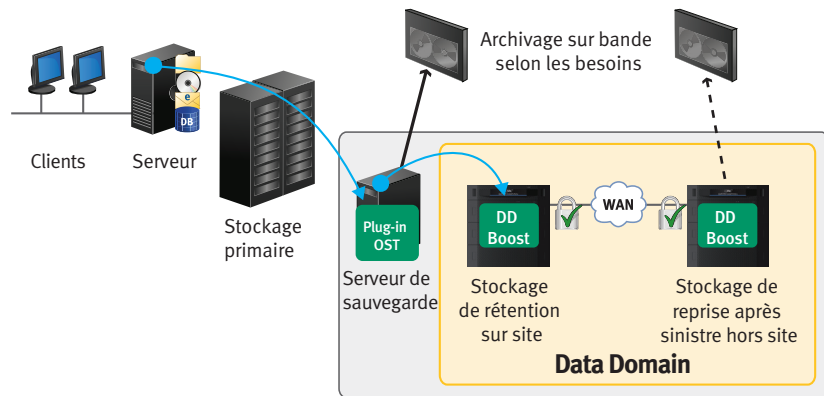 Archivage sur bande
selon les besoins
e
DB
Clients
Serveur
Stockage
primaire
Plug-in
OST
Serveur de
sauvegarde
DD
Boost
WAN
DD
Boost
Stockage
de rétention
sur site
Stockage de
reprise après
sinistre hors site
Data Domain